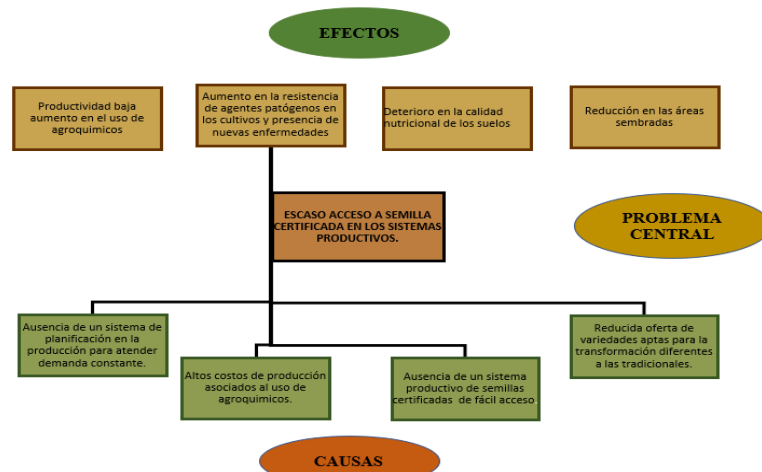 EFECTOS
Productividad baja
aumento en el uso de
agroquimicos
Aumento en la resistencia
de agentes patógenos en
los cultivos y presencia de
nuevas enfermedades
Deterioro en la calidad
nutricional de los suelos
Reducción en las áreas
sembradas
ESCASO ACCESO A SEMILLA
CERTIFICADA EN LOS SISTEMAS
PRODUCTIVOS.
PROBLEMA
CENTRAL
Ausencia de un sistema de
planificación en la
producción para atender
demanda constante.
Altos costos de producción
asociados al uso de
agroquimicos.
Ausencia de un sistema
productivo de semillas
certificadas de fácil acceso
Reducida oferta de
variedades aptas para la
transformación diferentes
a las tradicionales.
CAUSAS